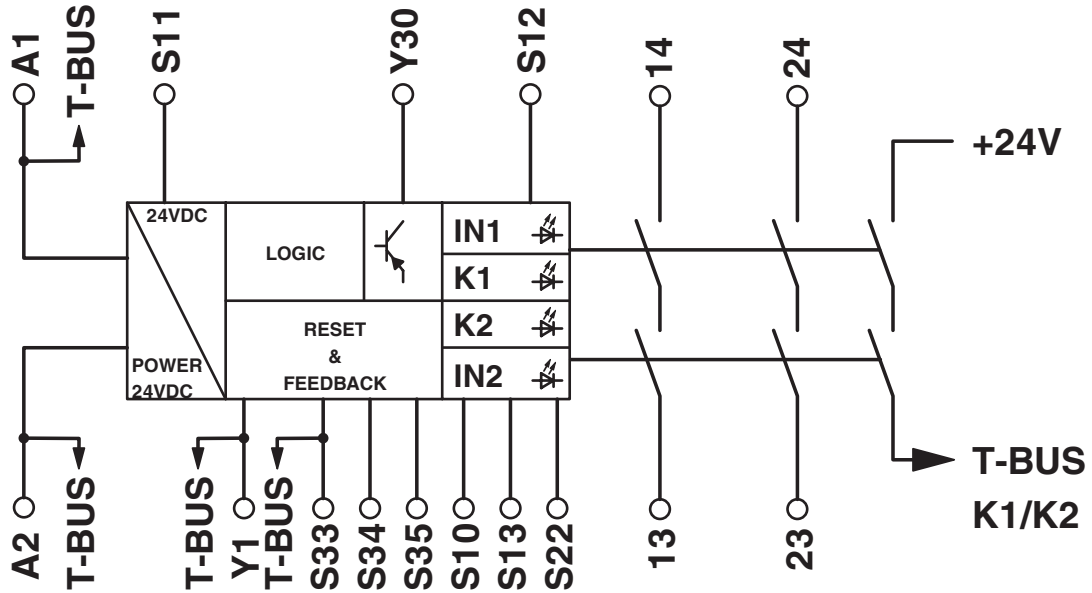 A1
T-BUS
S11
Y30
S12
14
24
+24V
24VDC
LOGIC
IN1
K1
K2
IN2
RESET
&
FEEDBACK
POWER
24VDC
A2
T-BUS
T-BUS
Y1
T-BUS
S33
S34
S35
S10
S13
S22
13
23
T-BUS
K1/K2